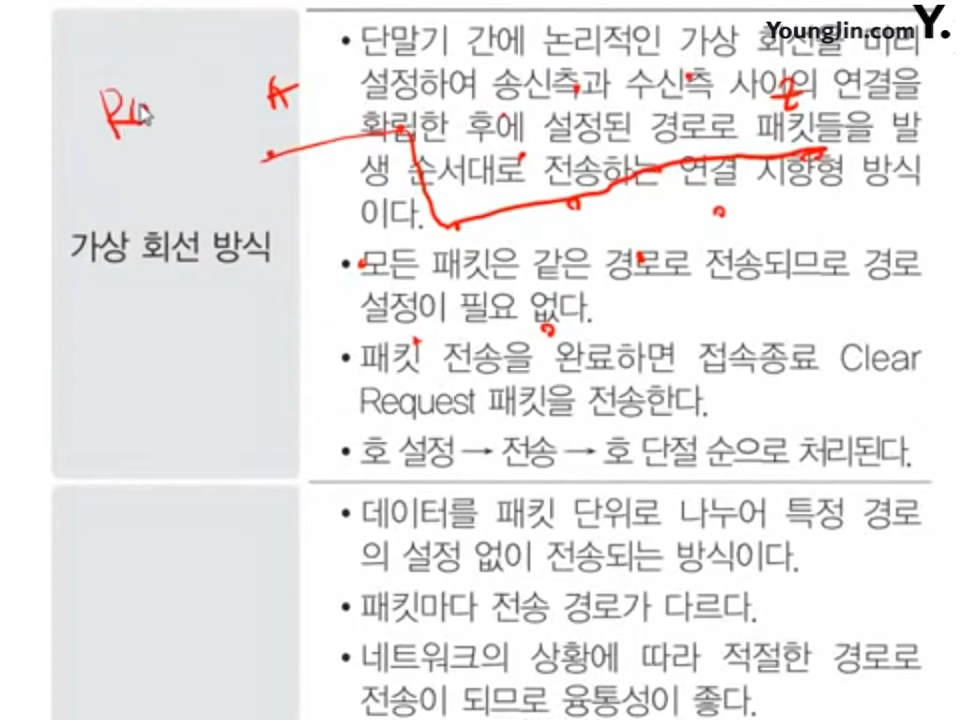 Younglin.com Y.
• 단말기 간에 논리적인 가상 회선을 미리
설정하여 송신측과 수신측 사이의 연결을
확립한 후에 설정된 경로로 패킷들을 발
생 순서대로 전송하는 연결 지향형 방식
이다.
A
Z
가상 회선 방식
• 모든 패킷은 같은 경로로 전송되므로 경로
설정이 필요 없다.
• 패킷 전송을 완료하면 접속종료 Clear
Request 패킷을 전송한다.
• 호 설정 → 전송 → 호 단절 순으로 처리된다.
• 데이터를 패킷 단위로 나누어 특정 경로
의 설정 없이 전송되는 방식이다.
• 패킷마다 전송 경로가 다르다.
• 네트워크의 상황에 따라 적절한 경로로
전송이 되므로 융통성이 좋다.